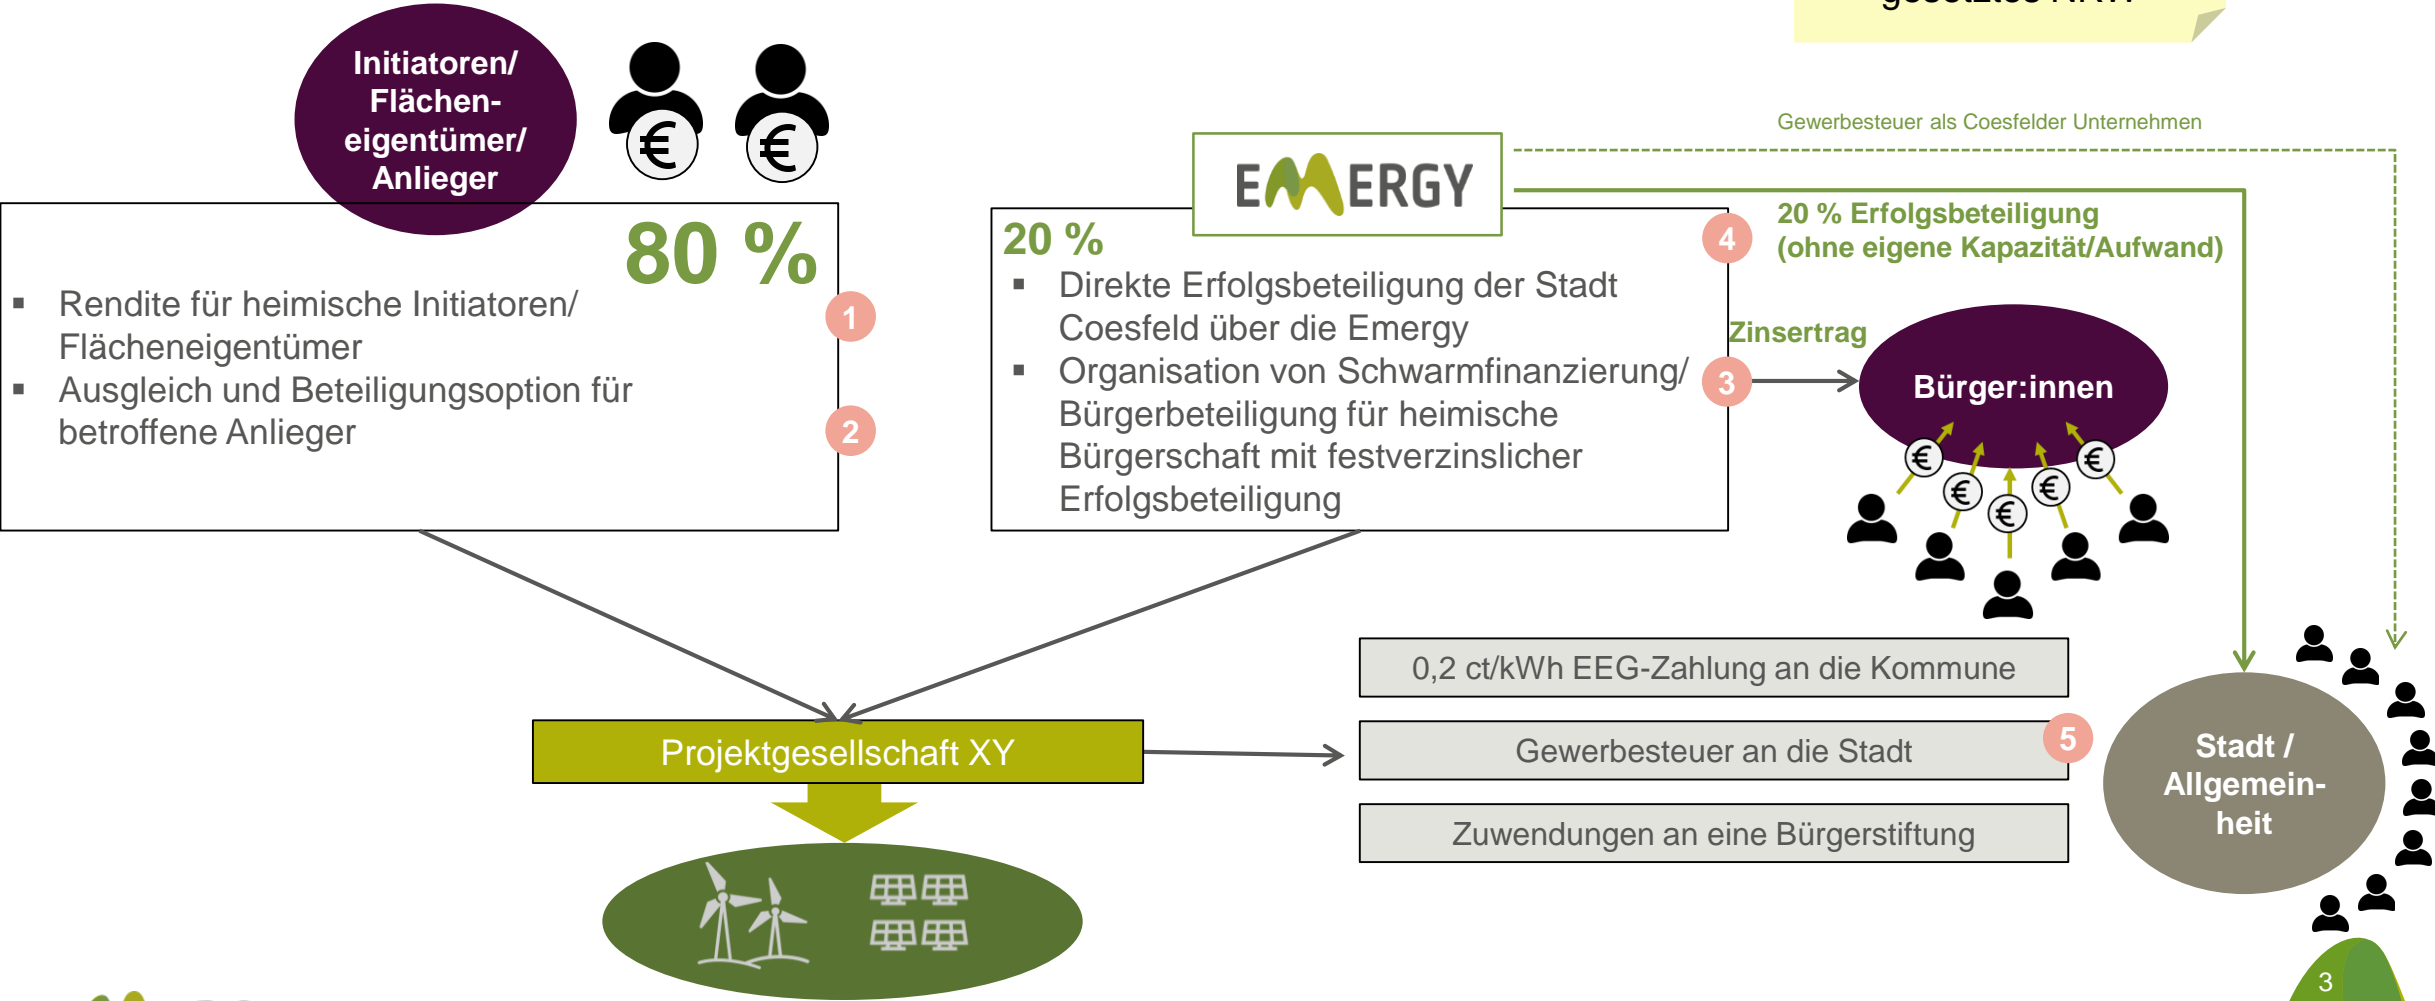 gesetztes NRW
Initiatoren/
Flächen-
eigentümer/
Anlieger
€ €
80 %
▪ Rendite für heimische Initiatoren/
Flächeneigentümer
▪ Ausgleich und Beteiligungsoption für
betroffene Anlieger
1
2
EMERGY
20 %
▪ Direkte Erfolgsbeteiligung der Stadt
Coesfeld über die Emergy
▪ Organisation von Schwarmfinanzierung/
Bürgerbeteiligung für heimische
Bürgerschaft mit festverzinslicher
Erfolgsbeteiligung
4
3
Gewerbesteuer als Coesfelder Unternehmen
20 % Erfolgsbeteiligung
(ohne eigene Kapazität/Aufwand)
Zinsertrag
Bürger:innen
€ € € € €
Projektgesellschaft XY
0,2 ct/kWh EEG-Zahlung an die Kommune
Gewerbesteuer an die Stadt
5
Zuwendungen an eine Bürgerstiftung
Stadt /
Allgemein-
heit
3